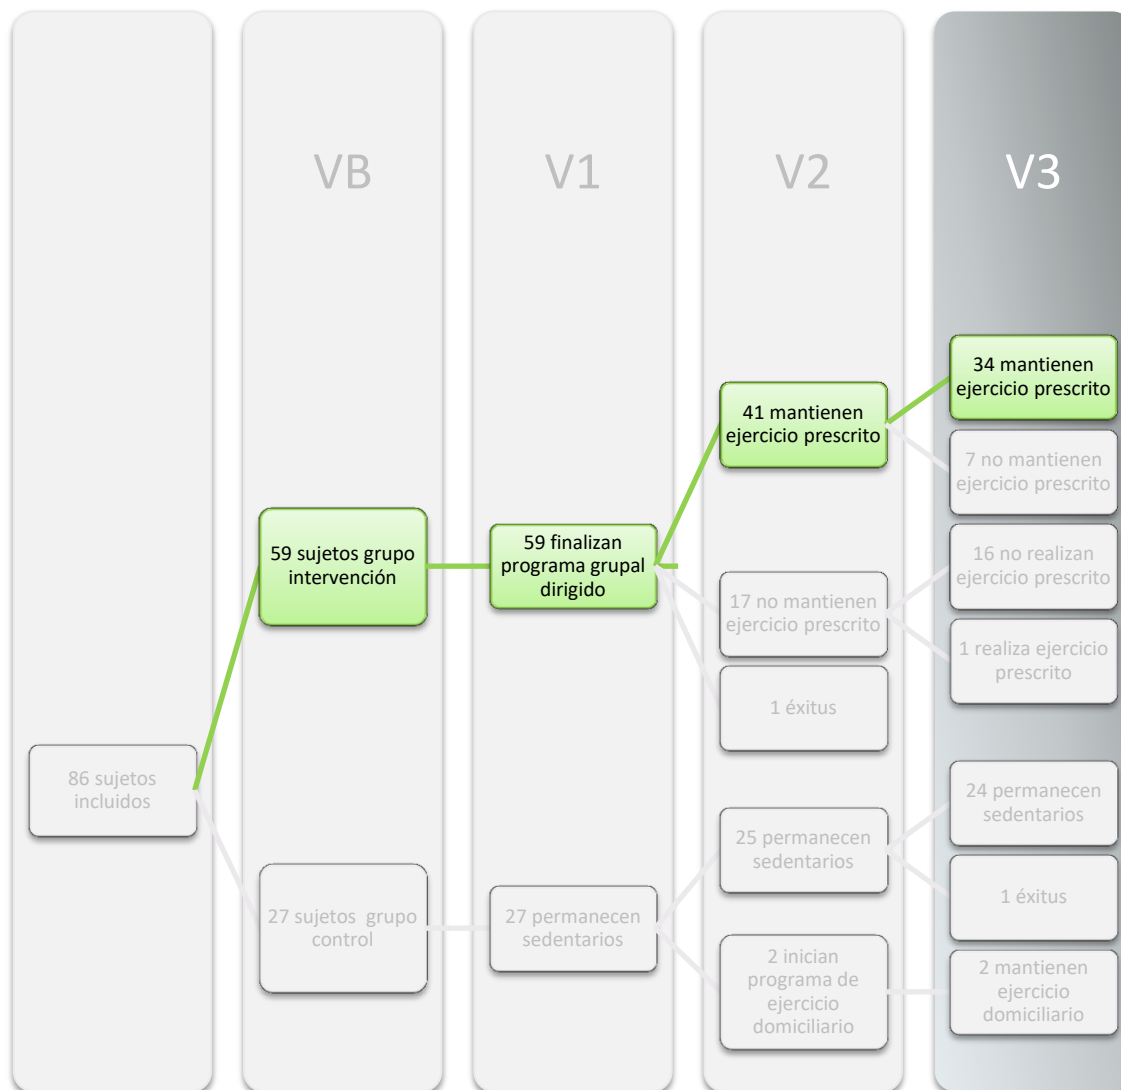 VB
V1
V2
V3
34 mantienen
ejercicio prescrito
41 mantienen
ejercicio prescrito
7 no mantienen
ejercicio prescrito
59 sujetos grupo
intervención
59 finalizan
programa grupal
dirigido
16 no realizan
ejercicio prescrito
17 no mantienen
ejercicio prescrito
1 realiza ejercicio
prescrito
1 éxitus
86 sujetos
incluidos
24 permanecen
sedentarios
25 permanecen
sedentarios
1 éxitus
27 sujetos  grupo
control
27 permanecen
sedentarios
2 inician
programa de
ejercicio
domiciliario
2 mantienen
ejercicio
domiciliario